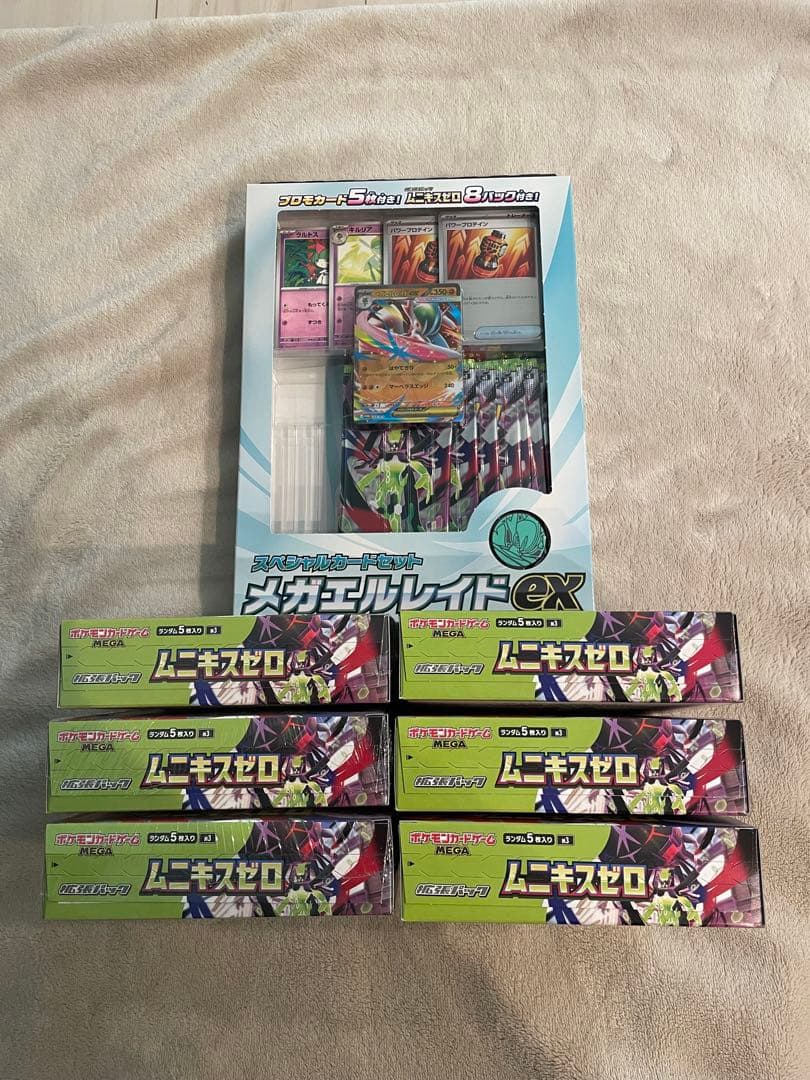 プロモカード5枚付き! ムニキスゼロ 8パック付き!
ラルトス
キルリア
パワープロテイン
パワープロテイン
350
はやてぎり 50
マーベラスエッジ 240
スペシャルカードセット
メガエルレイドex
ポケモンカードゲーム
MEGA
ランダム5枚入り
拡張パック
ムニキスゼロ
ポケモンカードゲーム
MEGA
ランダム5枚入り
拡張パック
ムニキスゼロ
ポケモンカードゲーム
MEGA
ランダム5枚入り
拡張パック
ムニキスゼロ
ポケモンカードゲーム
MEGA
ランダム5枚入り
拡張パック
ムニキスゼロ
ポケモンカードゲーム
MEGA
ランダム5枚入り
拡張パック
ムニキスゼロ
ポケモンカードゲーム
MEGA
ランダム5枚入り
拡張パック
ムニキスゼロ